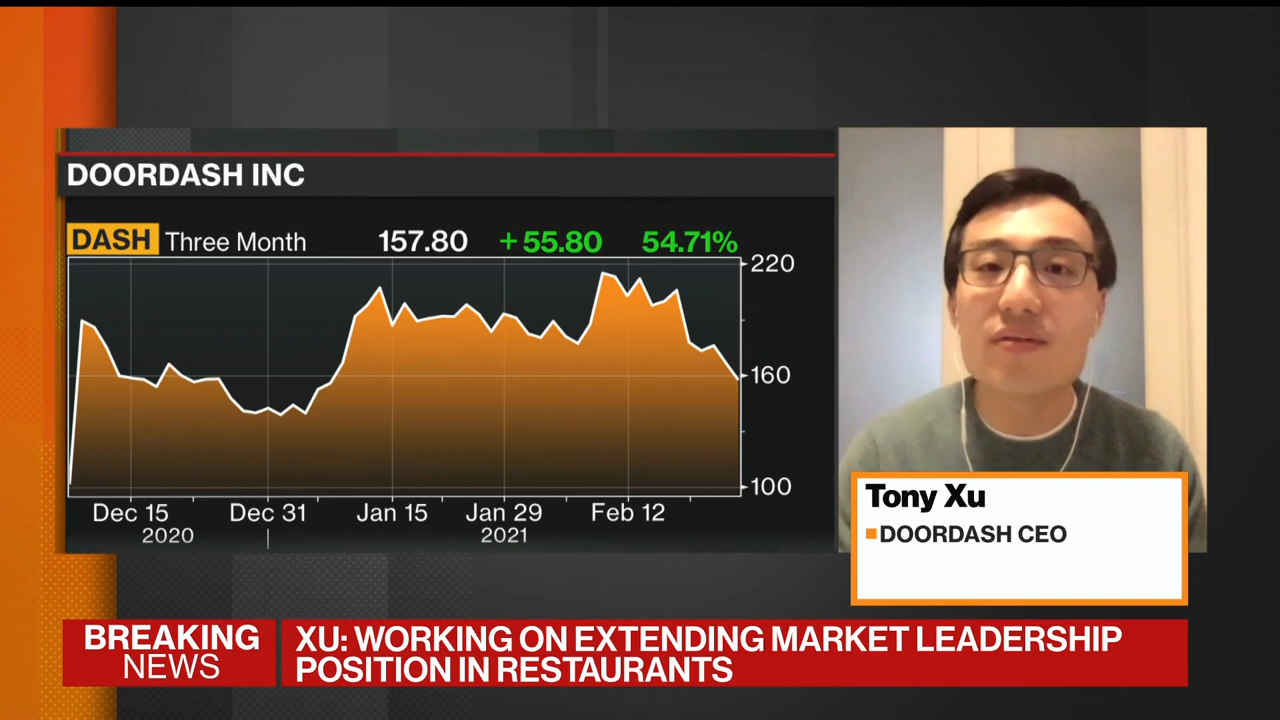 DOORDASH INC
DASH Three Month 157.80 +55.80 54.71%
220
160
100
Dec 15 Dec 31 Jan 15 Jan 29 Feb 12
2020 2021
Tony Xu
DOORDASH CEO
BREAKING NEWS
XU: WORKING ON EXTENDING MARKET LEADERSHIP
POSITION IN RESTAURANTS